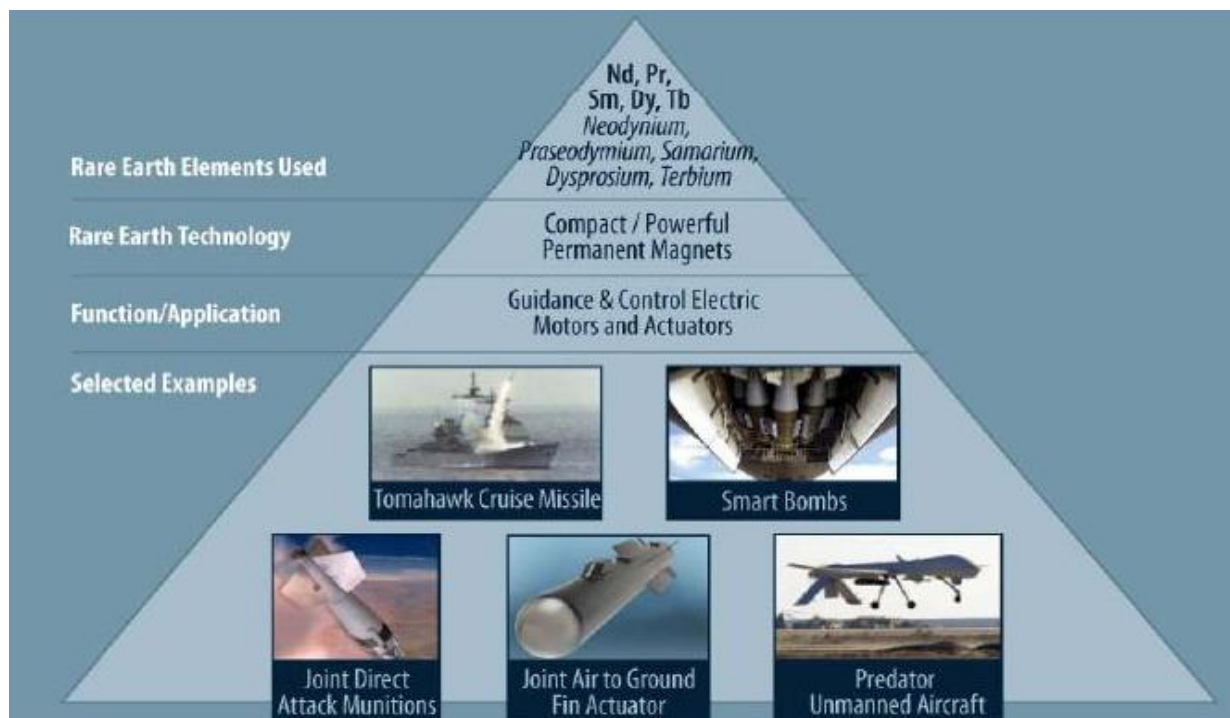 Nd, Pr,
Sm, Dy, Tb
Neodynium,
Praseodymium, Samarium,
Dysprosium, Terbium
Rare Earth Elements Used
Compact / Powerful
Permanent Magnets
Rare Earth Technology
Guidance & Control Electric
Motors and Actuators
Function/Application
Selected Examples
Tomahawk Cruise Missile
Smart Bombs
Joint Direct
Attack Munitions
Joint Air to Ground
Fin Actuator
Predator
Unmanned Aircraft